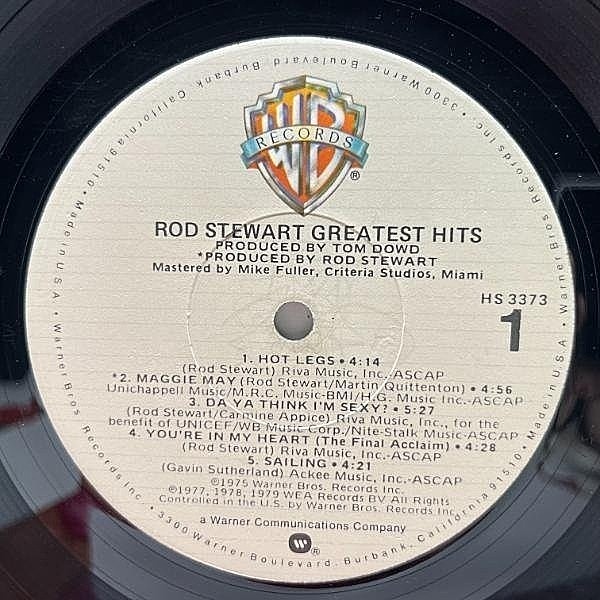 WB
RECORDS
®
ROD STEWART GREATEST HITS
PRODUCED BY TOM DOWD
*PRODUCED BY ROD STEWART
Mastered by Mike Fuller, Criteria Studios, Miami
HS 3373
1
1. HOT LEGS • 4:14
(Rod Stewart) Riva Music, Inc.-ASCAP
*2. MAGGIE MAY (Rod Stewart/Martin Quittenton) • 4:56
Unichappell Music/M.R.C. Music-BMI/H.G. Music Inc.-ASCAP
3. DA YA THINK I'M SEXY? • 5:27
(Rod Stewart/Carmine Appice) Riva Music, Inc., for the
benefit of UNICEF/WB Music Corp/Nite-Stalk Music-ASCAP
4. YOU'RE IN MY HEART (The Final Acclaim) • 4:28
(Rod Stewart) Riva Music, Inc.-ASCAP
5. SAILING • 4:21
(Gavin Sutherland) Ackee Music, Inc.-ASCAP
℗1975 Warner Bros. Records Inc.
℗1977, 1978, 1979 WEA Records BV All Rights
Controlled in the U.S. by Warner Bros. Records Inc.
a Warner Communications Company
®
Warner Bros. Records Inc. • 3300 Warner Boulevard, Burbank, California 91510 • Made in U.S.A. • Warner Bros. Records Inc. • 3300 Warner Boulevard, Burbank, California 91510 • Made in U.S.A. •